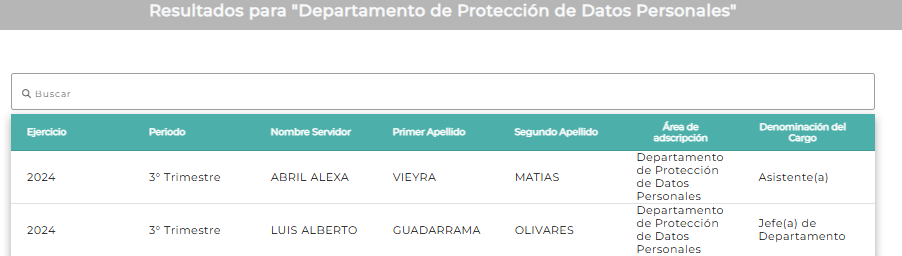 Resultados para "Departamento de Protección de Datos Personales"
Buscar
Ejercicio Periodo Nombre Servidor Primer Apellido Segundo Apellido Área de adscripción Denominación del Cargo
2024 3° Trimestre ABRIL ALEXA VIEYRA MATIAS Departamento de Protección de Datos Personales Asistente(a)
2024 3° Trimestre LUIS ALBERTO GUADARRAMA OLIVARES Departamento de Protección de Datos Personales Jefe(a) de Departamento